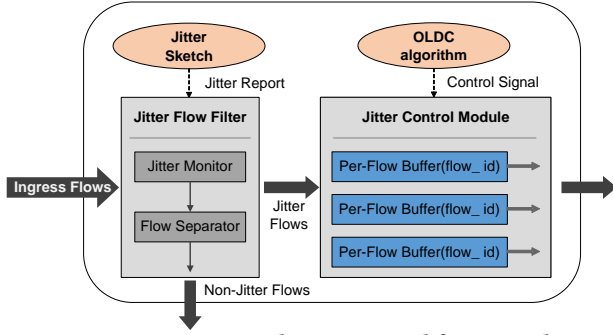 Jitter
Sketch
OLDC
algorithm
Jitter Report
Control Signal
Jitter Flow Filter
Jitter Control Module
Ingress Flows
Jitter Monitor
Flow Separator
Jitter
Flows
Per-Flow Buffer(flow_ id)
Per-Flow Buffer(flow_ id)
Per-Flow Buffer(flow_ id)
Non-Jitter Flows